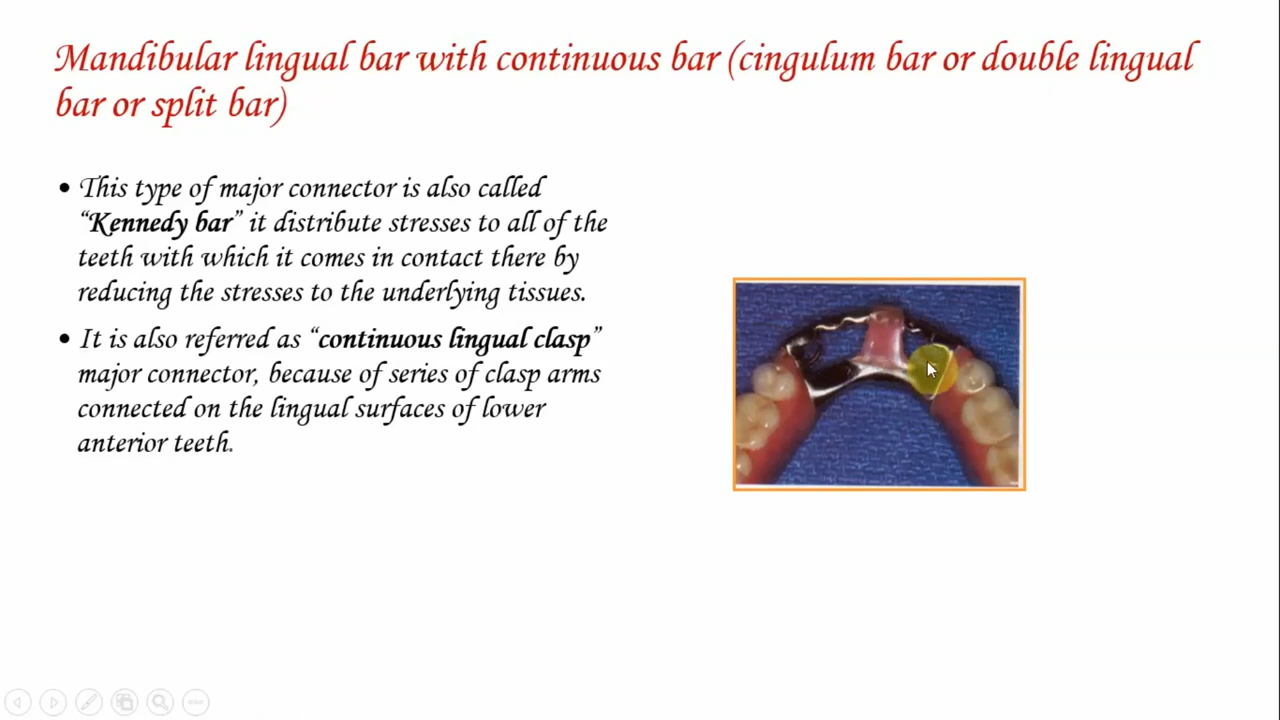 Mandibular lingual bar with continuous bar (cingulum bar or double lingual
bar or split bar)
• This type of major connector is also called
“Kennedy bar” it distribute stresses to all of the
teeth with which it comes in contact there by
reducing the stresses to the underlying tissues.
• It is also referred as “continuous lingual clasp”
major connector, because of series of clasp arms
connected on the lingual surfaces of lower
anterior teeth.